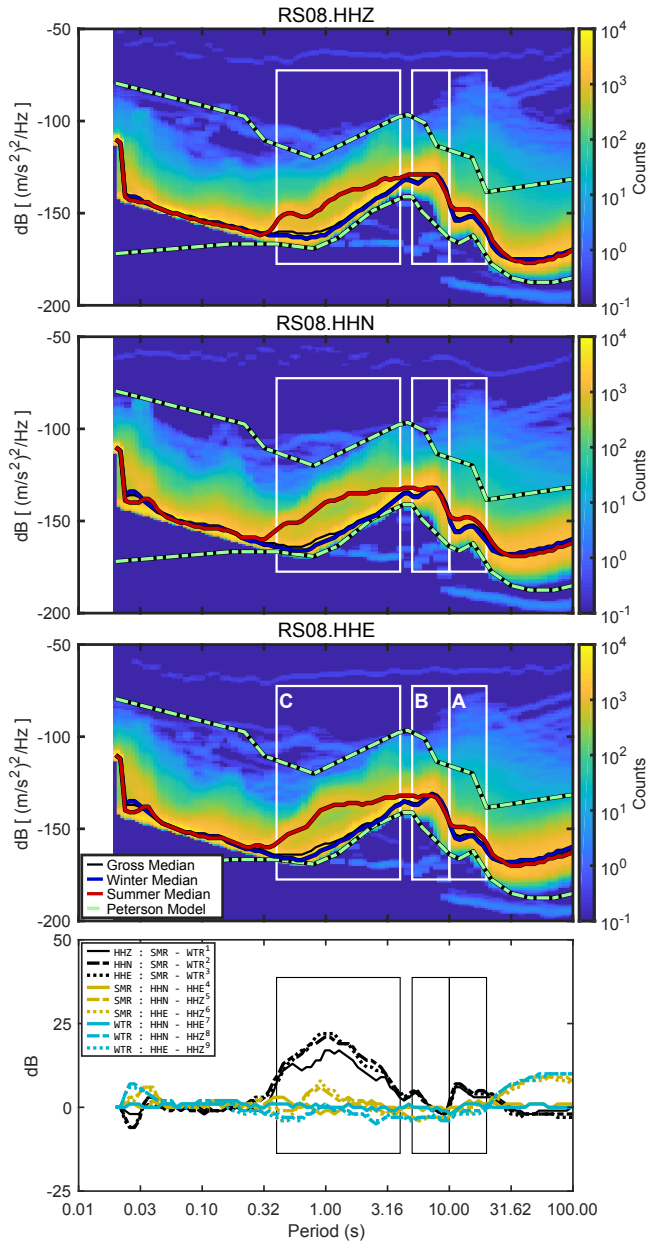 RS08.HHZ
-50
-100
-150
-200
dB [ (m/s²)²/Hz]
10⁴
10³
10²
10¹
10⁰
10⁻¹
Counts
RS08.HHN
-50
-100
-150
-200
dB [ (m/s²)²/Hz]
10⁴
10³
10²
10¹
10⁰
10⁻¹
Counts
RS08.HHE
-50
-100
-150
-200
dB [ (m/s²)²/Hz]
C
B
A
Gross Median
Winter Median
Summer Median
Peterson Model
10⁴
10³
10²
10¹
10⁰
10⁻¹
Counts
50
25
0
-25
dB
HHZ : SMR - WTR¹
HHN : SMR - WTR²
HHE : SMR - WTR³
SMR : HHN - HHE⁴
SMR : HHN - HHZ⁵
SMR : HHE - HHZ⁶
WTR : HHN - HHE⁷
WTR : HHN - HHZ⁸
WTR : HHE - HHZ⁹
0.01 0.03 0.10 0.32 1.00 3.16 10.00 31.62 100.00
Period (s)